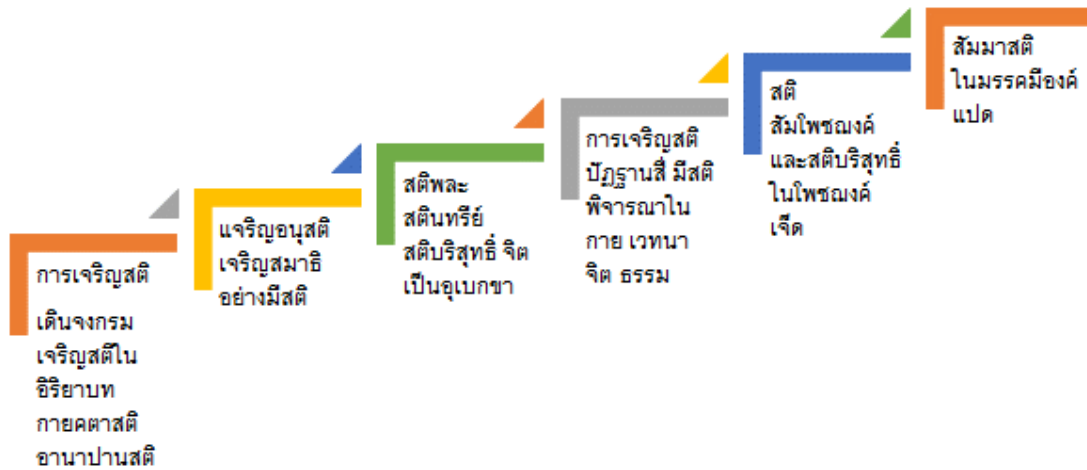 การเจริญสติ
เดินจงกรม
เจริญสติใน
อิริยาบท
กายคตาสติ
อานาปานสติ
แจริญอนุสติ
เจริญสมาธิ
อย่างมีสติ
สติพละ
สตินทรีย์
สติบริสุทธิ์ จิต
เป็นอุเบกขา
การเจริญสติ
ปัฏฐานสี่ มีสติ
พิจารณาใน
กาย เวทนา
จิต ธรรม
สติ
สัมโพชฌงค์
และสติบริสุทธิ์
ในโพชฌงค์
เจ็ด
สัมมาสติ
ในมรรคมีองค์
แปด